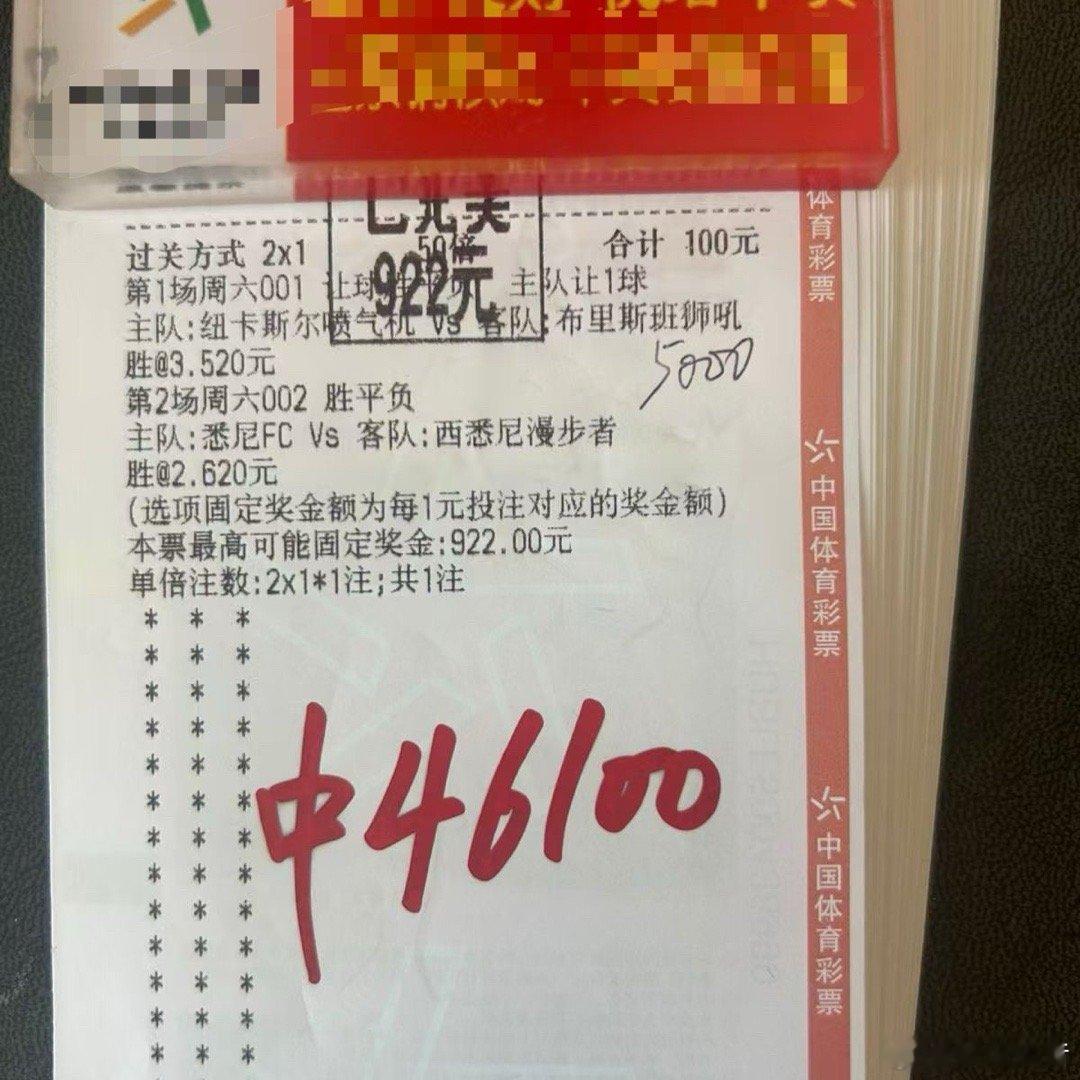 已兑奖
922元
过关方式 2x1 50倍 合计 100元
第1场周六001 让球胜平负 主队让1球
主队:纽卡斯尔喷气机 Vs 客队:布里斯班狮吼
胜@3.520元
5000
第2场周六002 胜平负
主队:悉尼FC Vs 客队:西悉尼漫步者
胜@2.620元
(选项固定奖金额为每1元投注对应的奖金额)
本票最高可能固定奖金:922.00元
单倍注数:2x1*1注;共1注
* * *
* * *
* * *
* * *
* * *
* * *
* * *
* * *
* * *
* * *
* * *
* * *
* * *
中46100
体育彩票
中国体育彩票
中国体育彩票